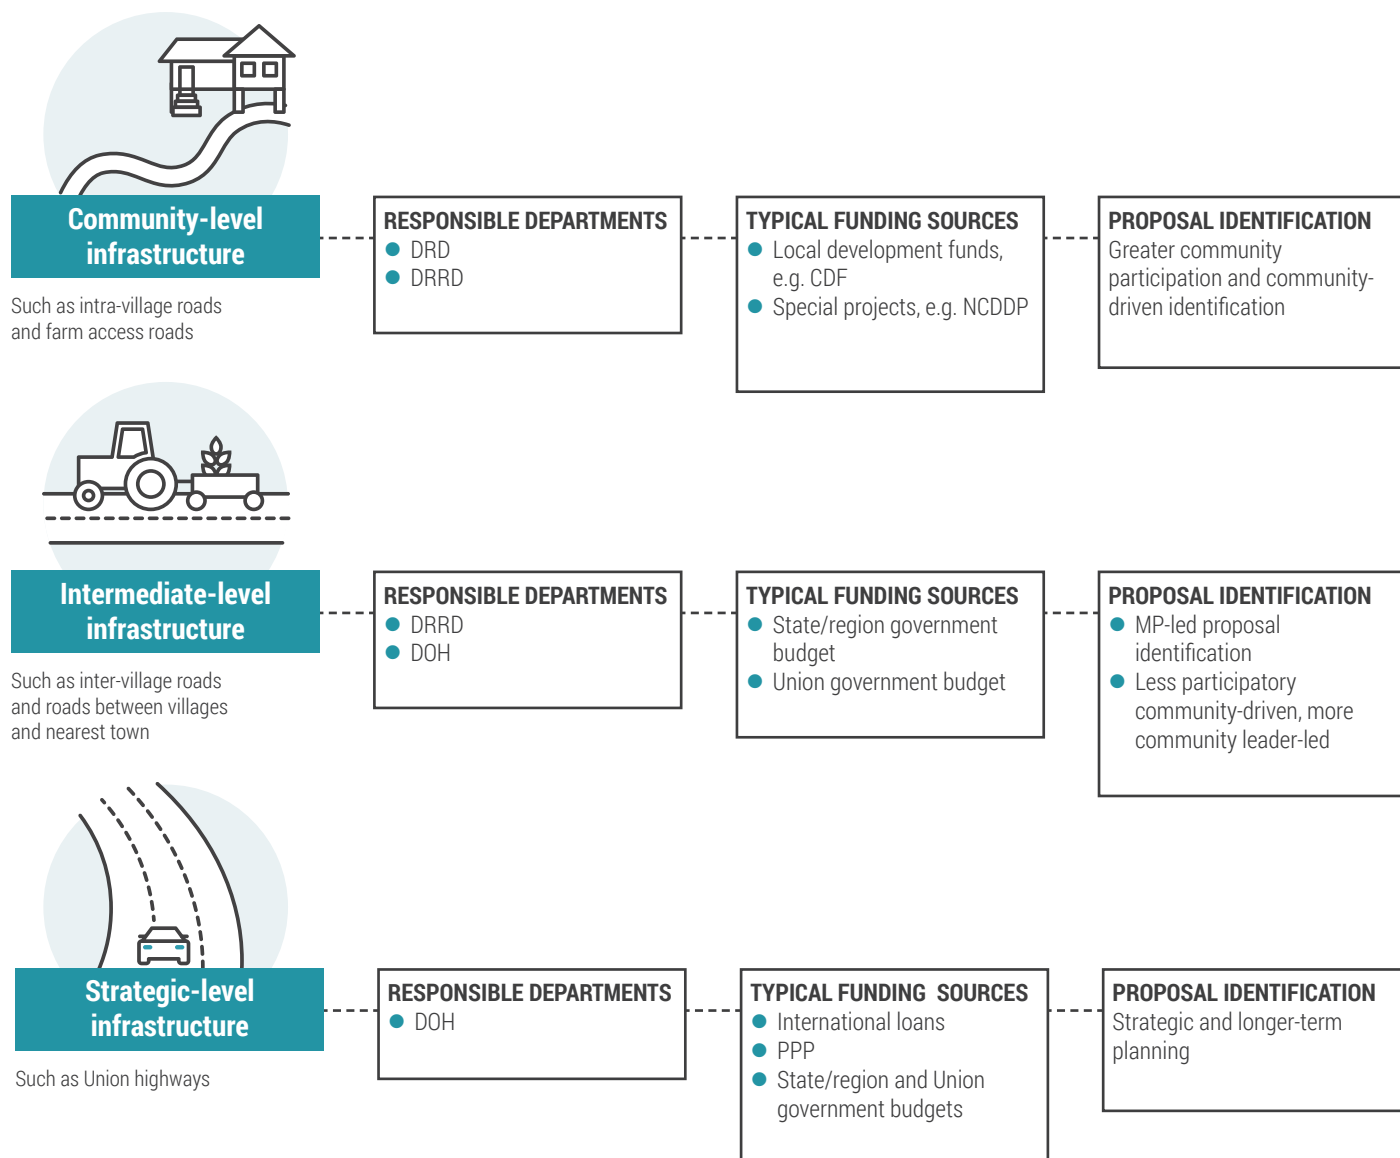 Community-level
infrastructure
Such as intra-village roads
and farm access roads
RESPONSIBLE DEPARTMENTS
DRD
DRRD
TYPICAL FUNDING SOURCES
Local development funds,
e.g. CDF
Special projects, e.g. NCDDP
PROPOSAL IDENTIFICATION
Greater community
participation and community-
driven identification
Intermediate-level
infrastructure
Such as inter-village roads
and roads between villages
and nearest town
RESPONSIBLE DEPARTMENTS
DRRD
DOH
TYPICAL FUNDING SOURCES
State/region government
budget
Union government budget
PROPOSAL IDENTIFICATION
MP-led proposal
identification
Less participatory
community-driven, more
community leader-led
Strategic-level
infrastructure
Such as Union highways
RESPONSIBLE DEPARTMENTS
DOH
TYPICAL FUNDING SOURCES
International loans
PPP
State/region and Union
government budgets
PROPOSAL IDENTIFICATION
Strategic and longer-term
planning